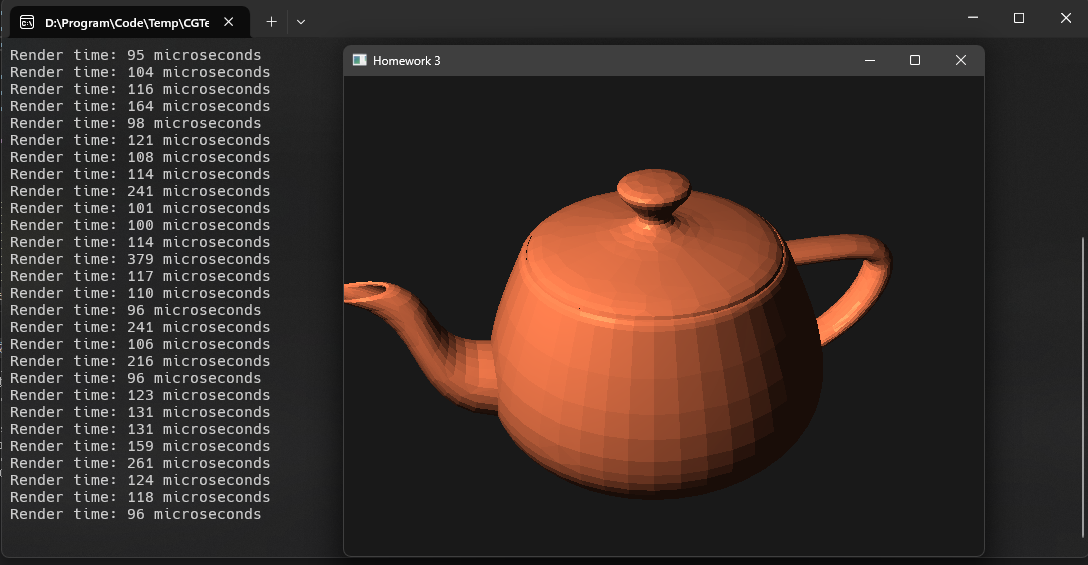 D:\Program\Code\Temp\CGTe
Render time: 95 microseconds
Render time: 104 microseconds
Render time: 116 microseconds
Render time: 164 microseconds
Render time: 98 microseconds
Render time: 121 microseconds
Render time: 108 microseconds
Render time: 114 microseconds
Render time: 241 microseconds
Render time: 101 microseconds
Render time: 100 microseconds
Render time: 114 microseconds
Render time: 379 microseconds
Render time: 117 microseconds
Render time: 110 microseconds
Render time: 96 microseconds
Render time: 241 microseconds
Render time: 106 microseconds
Render time: 216 microseconds
Render time: 96 microseconds
Render time: 123 microseconds
Render time: 131 microseconds
Render time: 131 microseconds
Render time: 159 microseconds
Render time: 261 microseconds
Render time: 124 microseconds
Render time: 118 microseconds
Render time: 96 microseconds
Homework 3